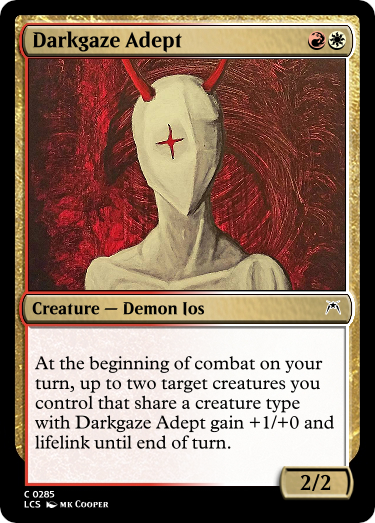 Darkgaze Adept
Creature — Demon Ios
At the beginning of combat on your
turn, up to two target creatures you
control that share a creature type
with Darkgaze Adept gain +1/+0 and
lifelink until end of turn.
2/2
C 0285
LCS MK COOPER